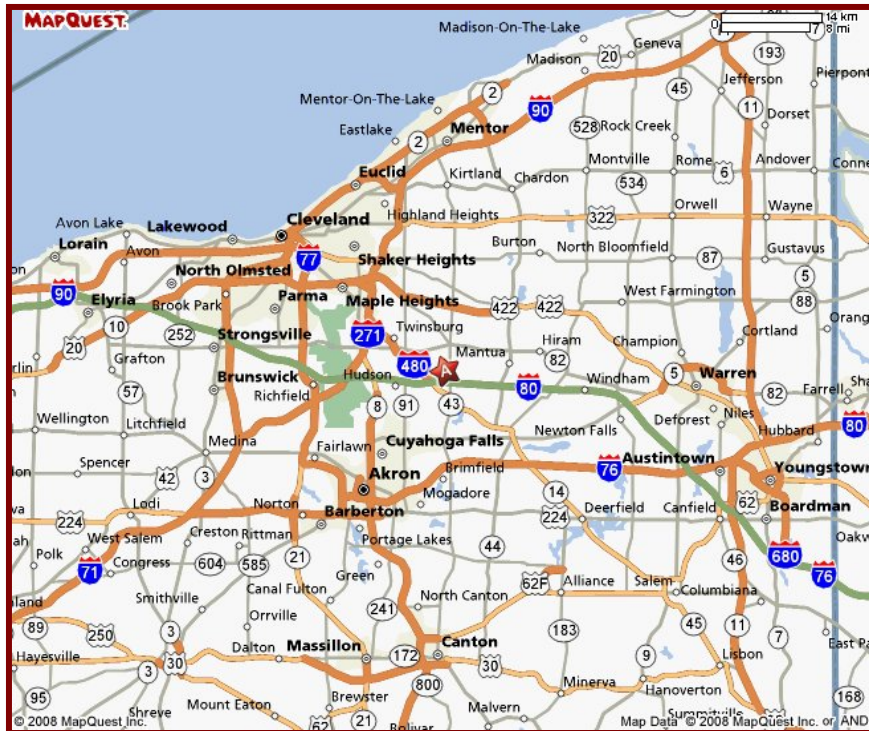 MAPQUEST.
14 km
0
8 mi
Madison-On-The-Lake
Geneva
20
193
Madison
45
Jefferson
Pierpont
2
Mentor-On-The-Lake
90
11
Dorset
Eastlake
2
Mentor
528
Rock Creek
Euclid
Montville
Rome
Andover
6
Kirtland
Chardon
534
Highland Heights
Orwell
Wayne
322
Avon Lake
Lakewood
Cleveland
Lorain
Avon
77
Shaker Heights
Burton
North Bloomfield
87
Gustavus
North Olmsted
5
90
Elyria
Brook Park
Parma
Maple Heights
422
422
West Farmington
88
10
252
Strongsville
271
Twinsburg
Hiram
Champion
Cortland
20
Grafton
480
A
Mantua
82
Brunswick
Hudson
80
Windham
5
Warren
57
Richfield
8
91
43
82
Farrell
Wellington
Litchfield
Newton Falls
Deforest
Niles
Hubbard
80
Medina
Fairlawn
Cuyahoga Falls
Spencer
42
3
Akron
Brimfield
76
Austintown
Youngstown
Lodi
Norton
Mogadore
14
Canfield
62
224
Barberton
Deerfield
Boardman
224
West Salem
Creston
Rittman
Portage Lakes
44
680
Polk
71
Congress
604
585
21
Green
62F
Alliance
Salem
46
76
Smithville
Canal Fulton
Columbiana
241
North Canton
89
250
3
Orrville
183
45
11
7
Hayesville
30
Dalton
Massillon
172
Canton
30
9
Lisbon
3
800
Minerva
Hanoverton
95
Mount Eaton
Brewster
168
Shreve
62
21
Malvern
Summitville
Bolivar
© 2008 MapQuest Inc.
Map Data © 2008 MapQuest Inc. or AND